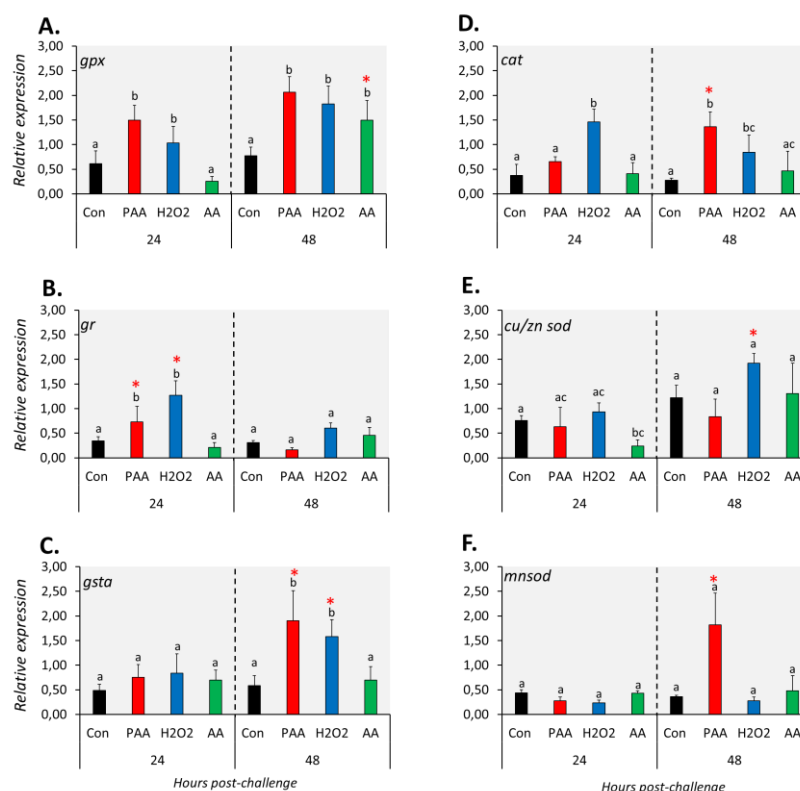 A.
gpx
Relative expression
3,00
2,50
2,00
1,50
1,00
0,50
0,00
a b b a a b b * b
Con PAA H2O2 AA Con PAA H2O2 AA
24 48
D.
cat
3,00
2,50
2,00
1,50
1,00
0,50
0,00
a a b a a * b bc ac
Con PAA H2O2 AA Con PAA H2O2 AA
24 48
B.
gr
Relative expression
3,00
2,50
2,00
1,50
1,00
0,50
0,00
a * b * b a a a a a
Con PAA H2O2 AA Con PAA H2O2 AA
24 48
E.
cu/zn sod
3,00
2,50
2,00
1,50
1,00
0,50
0,00
a ac ac bc a a * a a
Con PAA H2O2 AA Con PAA H2O2 AA
24 48
C.
gsta
Relative expression
3,00
2,50
2,00
1,50
1,00
0,50
0,00
a a a a a * b * b a
Con PAA H2O2 AA Con PAA H2O2 AA
24 48
Hours post-challenge
F.
mnsod
3,00
2,50
2,00
1,50
1,00
0,50
0,00
a a a a a * a a a
Con PAA H2O2 AA Con PAA H2O2 AA
24 48
Hours post-challenge